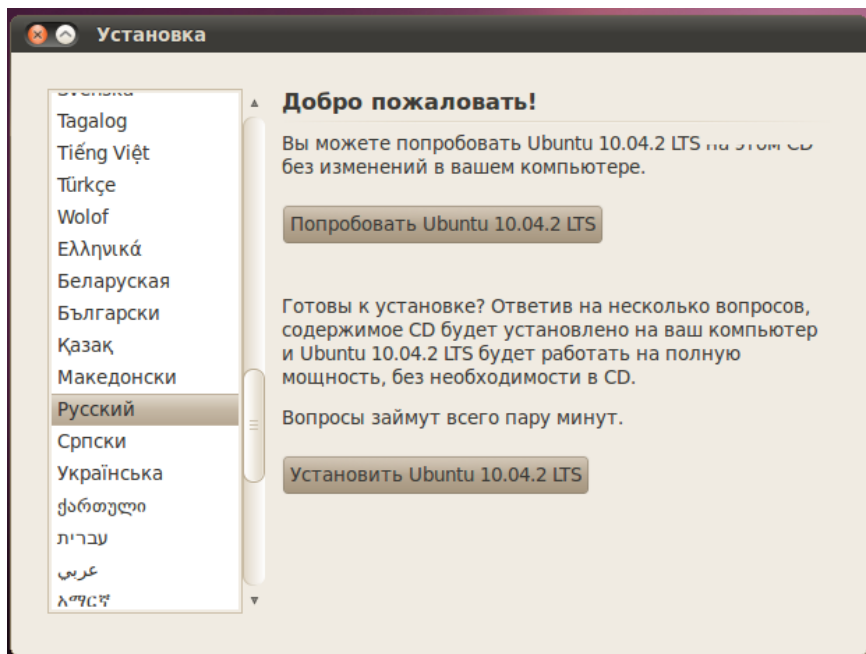 Установка
Tagalog
Tiếng Việt
Türkçe
Wolof
Ελληνικά
Беларуская
Български
Қазақ
Македонски
Русский
Српски
Українська
ქართული
עברית
عربي
አማርኛ
Добро пожаловать!
Вы можете попробовать Ubuntu 10.04.2 LTS на этом CD
без изменений в вашем компьютере.
Попробовать Ubuntu 10.04.2 LTS
Готовы к установке? Ответив на несколько вопросов,
содержимое CD будет установлено на ваш компьютер
и Ubuntu 10.04.2 LTS будет работать на полную
мощность, без необходимости в CD.
Вопросы займут всего пару минут.
Установить Ubuntu 10.04.2 LTS